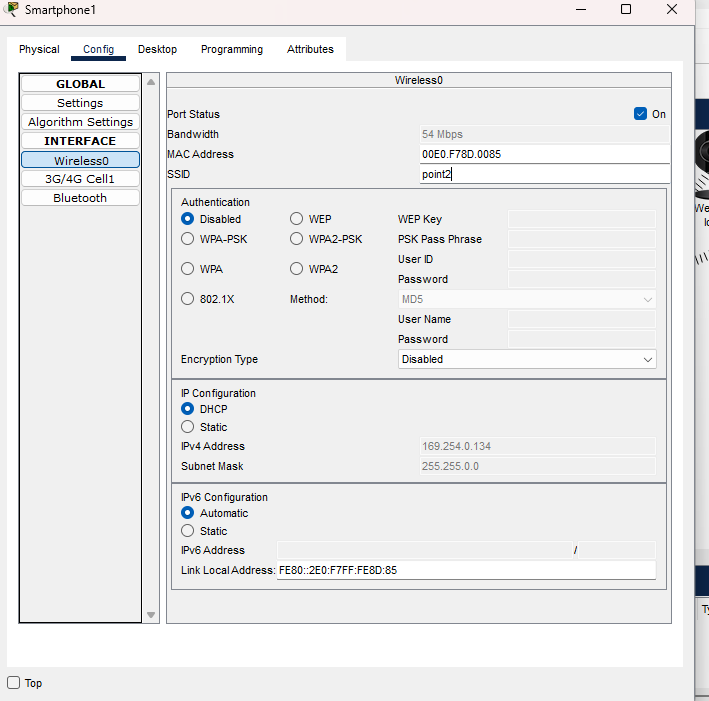 Smartphone1
Physical Config Desktop Programming Attributes
GLOBAL
Settings
Algorithm Settings
INTERFACE
Wireless0
3G/4G Cell1
Bluetooth
Wireless0
Port Status On
Bandwidth 54 Mbps
MAC Address 00E0.F78D.0085
SSID point2
Authentication
Disabled WEP WEP Key
WPA-PSK WPA2-PSK PSK Pass Phrase
User ID
WPA WPA2
Password
802.1X Method: MD5
User Name
Password
Encryption Type Disabled
IP Configuration
DHCP
Static
IPv4 Address 169.254.0.134
Subnet Mask 255.255.0.0
IPv6 Configuration
Automatic
Static
IPv6 Address /
Link Local Address: FE80::2E0:F7FF:FE8D:85
Top